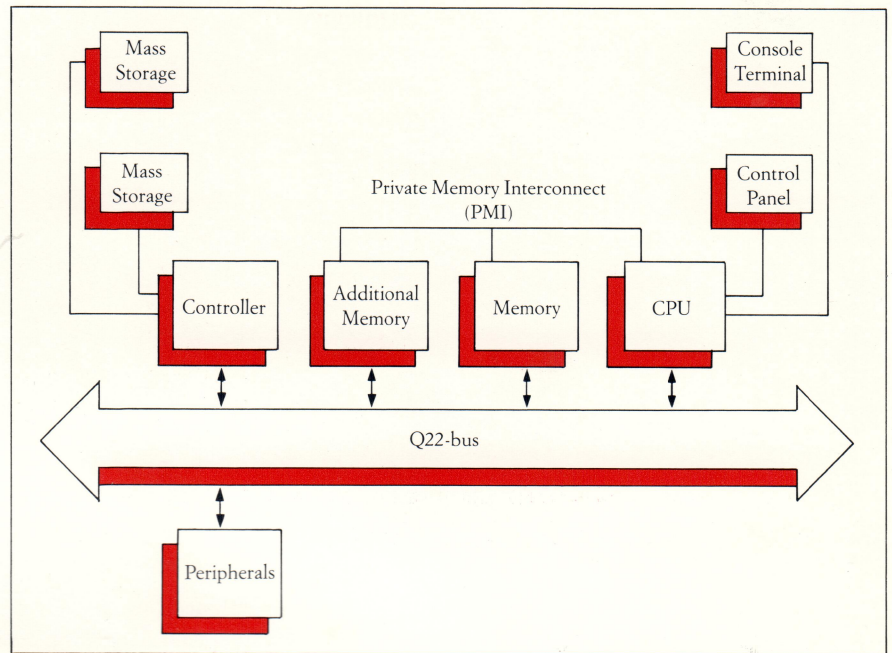 Mass
Storage
Console
Terminal
Mass
Storage
Control
Panel
Private Memory Interconnect
(PMI)
Controller
Additional
Memory
Memory
CPU
Q22-bus
Peripherals